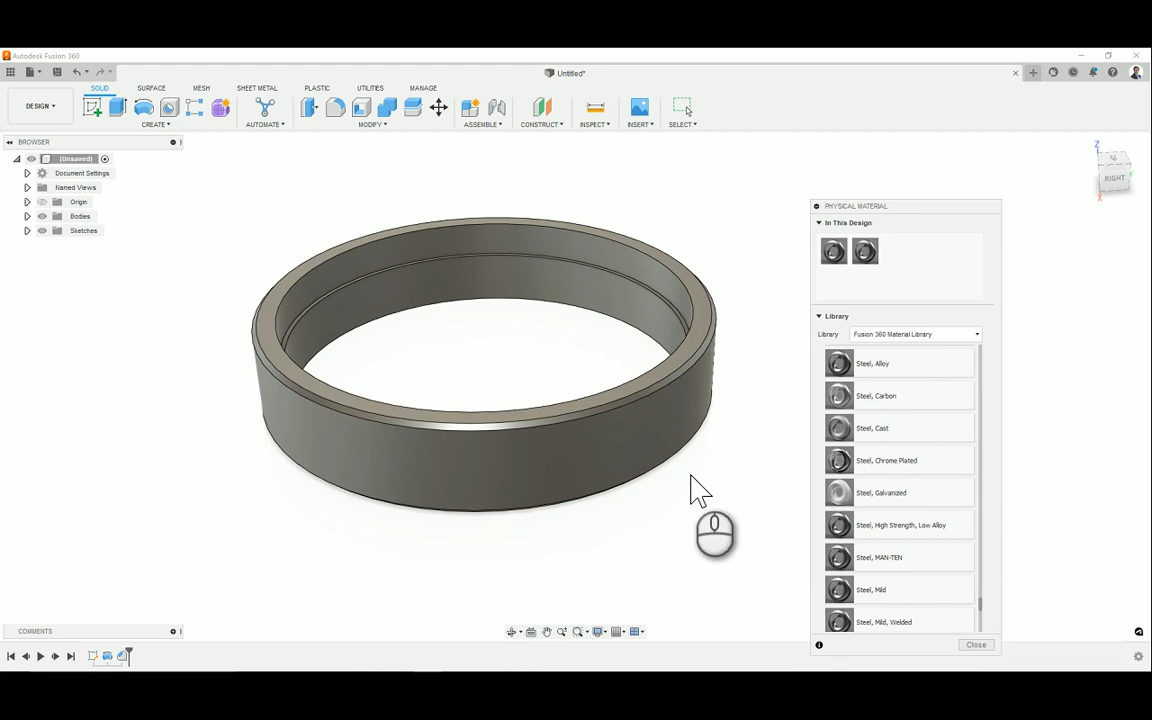 Autodesk Fusion 360
Untitled*
SOLID SURFACE MESH SHEET METAL PLASTIC UTILITIES MANAGE
DESIGN
CREATE AUTOMATE MODIFY ASSEMBLE CONSTRUCT INSPECT INSERT SELECT
BROWSER
(Unsaved)
Document Settings
Named Views
Origin
Bodies
Sketches
Z
RIGHT
PHYSICAL MATERIAL
In This Design
Library
Library Fusion 360 Material Library
Steel, Alloy
Steel, Carbon
Steel, Cast
Steel, Chrome Plated
Steel, Galvanized
Steel, High Strength, Low Alloy
Steel, MAN-TEN
Steel, Mild
Steel, Mild, Welded
Close
COMMENTS